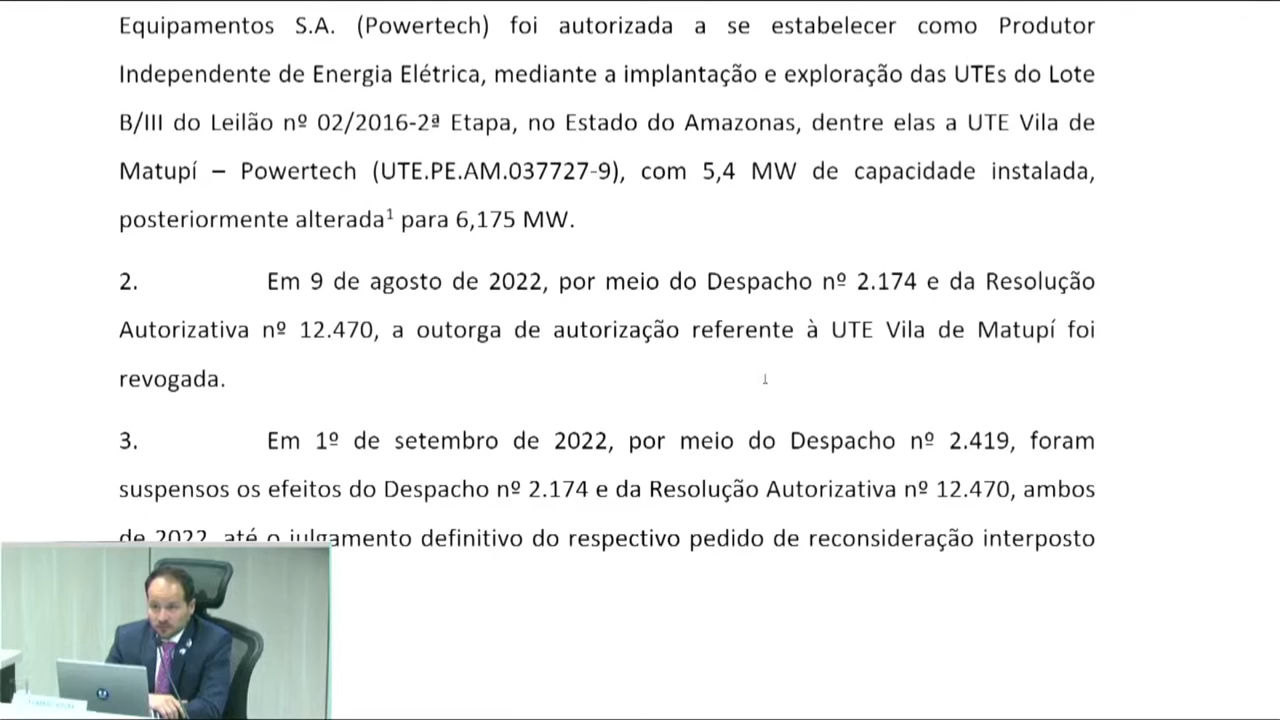 Equipamentos S.A. (Powertech) foi autorizada a se estabelecer como Produtor
Independente de Energia Elétrica, mediante a implantação e exploração das UTEs do Lote
B/III do Leilão nº 02/2016-2ª Etapa, no Estado do Amazonas, dentre elas a UTE Vila de
Matupí – Powertech (UTE.PE.AM.037727-9), com 5,4 MW de capacidade instalada,
posteriormente alterada¹ para 6,175 MW.
2. Em 9 de agosto de 2022, por meio do Despacho nº 2.174 e da Resolução
Autorizativa nº 12.470, a outorga de autorização referente à UTE Vila de Matupí foi
revogada.
3. Em 1º de setembro de 2022, por meio do Despacho nº 2.419, foram
suspensos os efeitos do Despacho nº 2.174 e da Resolução Autorizativa nº 12.470, ambos
de 2022, até o julgamento definitivo do respectivo pedido de reconsideração interposto